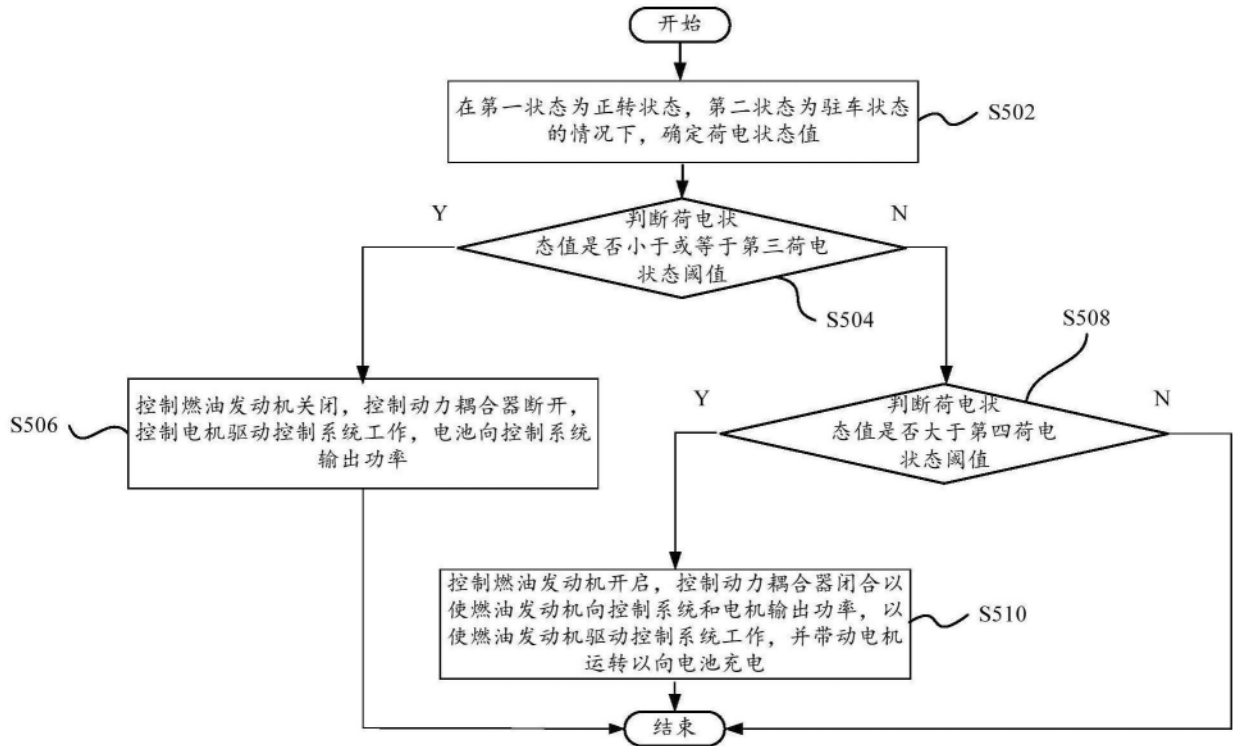 开始
在第一状态为正转状态，第二状态为驻车状态
的情况下，确定荷电状态值
S502
Y
N
判断荷电状
态值是否小于或等于第三荷电
状态阈值
S504
S508
控制燃油发动机关闭，控制动力耦合器断开，
控制电机驱动控制系统工作，电池向控制系统
输出功率
S506
Y
N
判断荷电状
态值是否大于第四荷电
状态阈值
控制燃油发动机开启，控制动力耦合器闭合以
使燃油发动机向控制系统和电机输出功率，以
使燃油发动机驱动控制系统工作，并带动电机
运转以向电池充电
S510
结束